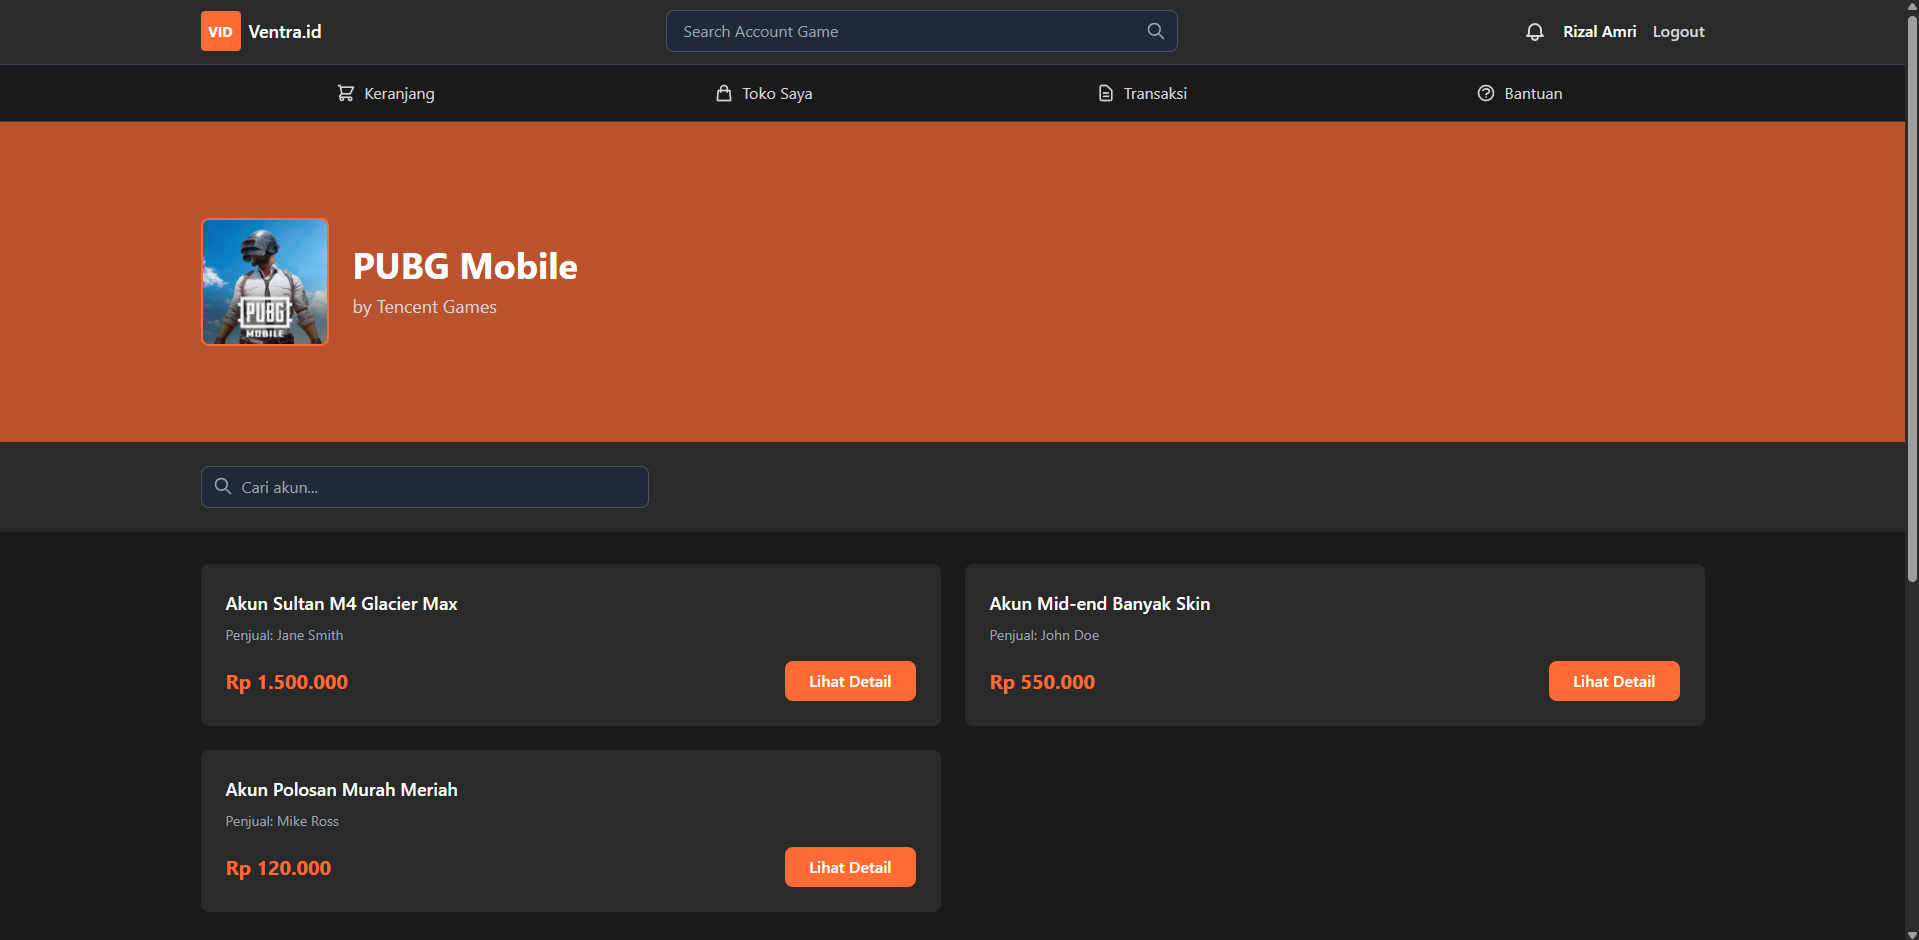 VID Ventra.id
Search Account Game
Rizal Amri Logout
Keranjang Toko Saya Transaksi Bantuan
PUBG
MOBILE
PUBG Mobile
by Tencent Games
Cari akun...
Akun Sultan M4 Glacier Max
Penjual: Jane Smith
Rp 1.500.000 Lihat Detail
Akun Mid-end Banyak Skin
Penjual: John Doe
Rp 550.000 Lihat Detail
Akun Polosan Murah Meriah
Penjual: Mike Ross
Rp 120.000 Lihat Detail